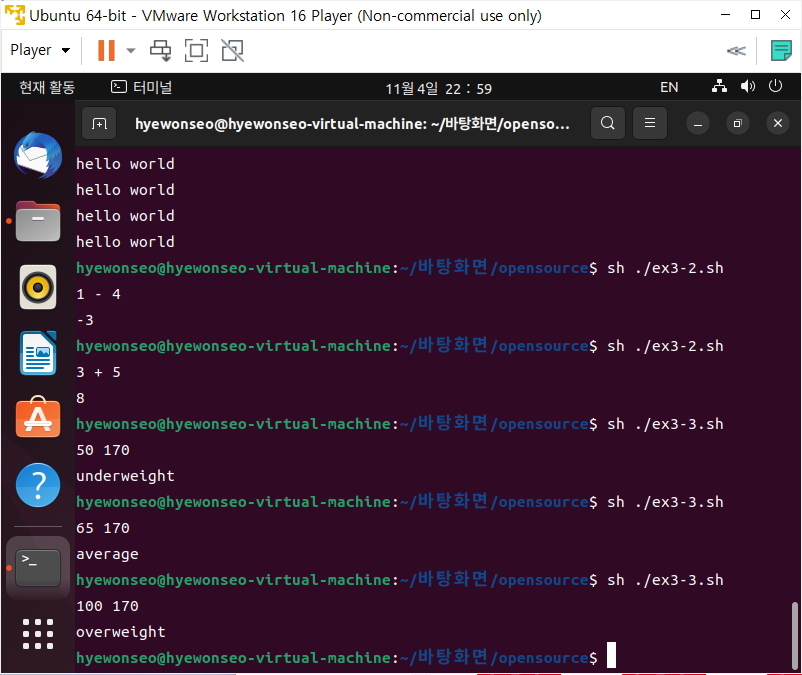 Ubuntu 64-bit - VMware Workstation 16 Player (Non-commercial use only)
Player
현재 활동 터미널 11월 4일 22 : 59 EN
hyewonseo@hyewonseo-virtual-machine: ~/바탕화면/openso...
hello world
hello world
hello world
hello world
hyewonseo@hyewonseo-virtual-machine:~/바탕화면/opensource$ sh ./ex3-2.sh
1 - 4
-3
hyewonseo@hyewonseo-virtual-machine:~/바탕화면/opensource$ sh ./ex3-2.sh
3 + 5
8
hyewonseo@hyewonseo-virtual-machine:~/바탕화면/opensource$ sh ./ex3-3.sh
50 170
underweight
hyewonseo@hyewonseo-virtual-machine:~/바탕화면/opensource$ sh ./ex3-3.sh
65 170
average
hyewonseo@hyewonseo-virtual-machine:~/바탕화면/opensource$ sh ./ex3-3.sh
100 170
overweight
hyewonseo@hyewonseo-virtual-machine:~/바탕화면/opensource$